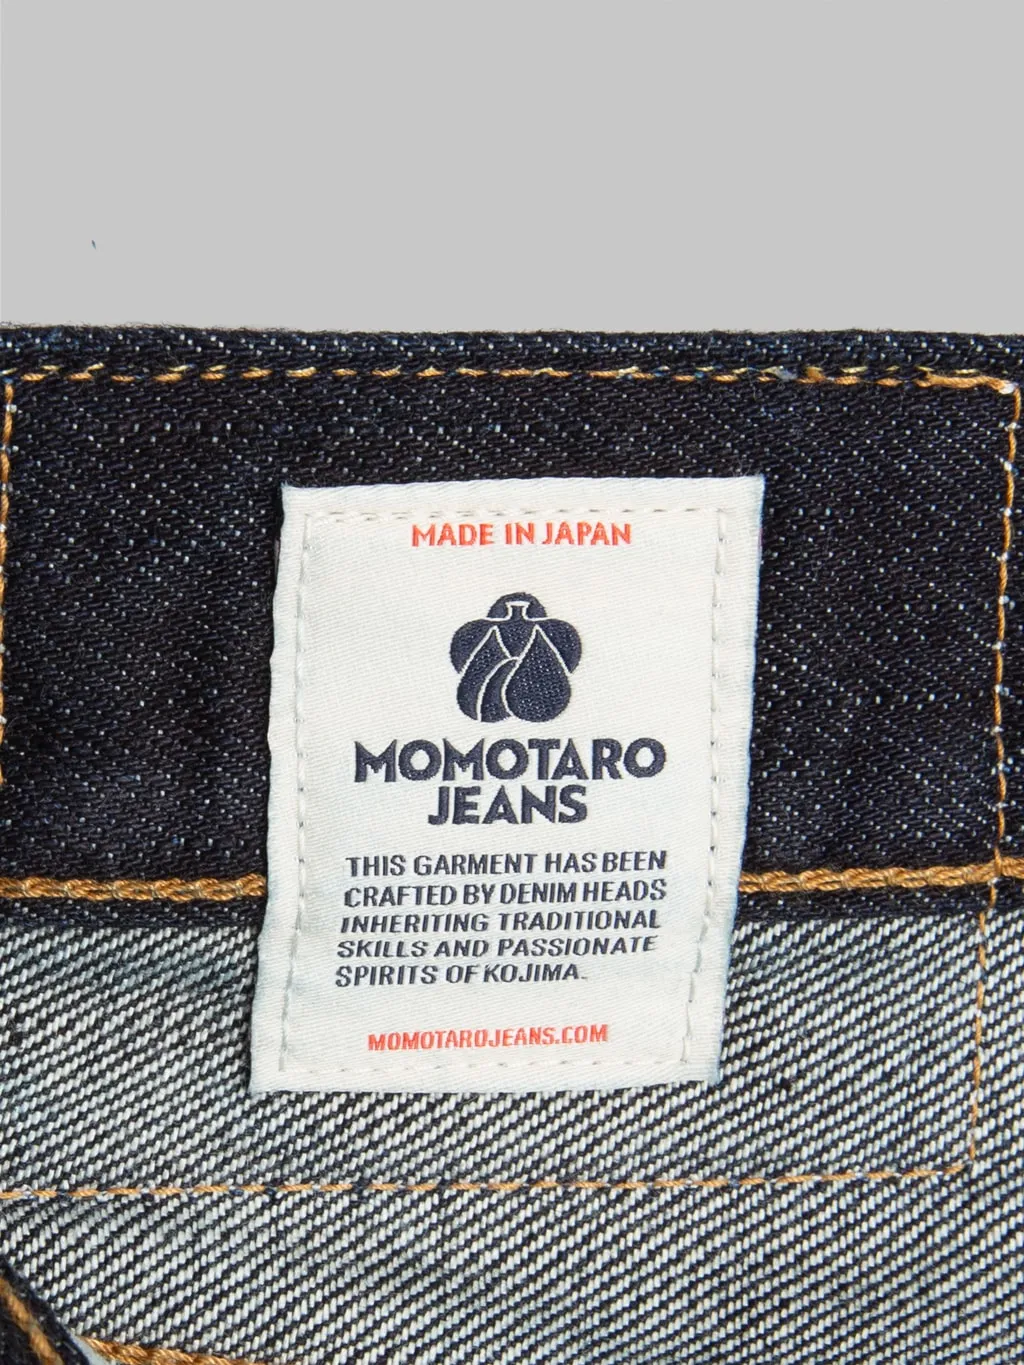 MADE IN JAPAN
MOMOTARO
JEANS
THIS GARMENT HAS BEEN
CRAFTED BY DENIM HEADS
INHERITING TRADITIONAL
SKILLS AND PASSIONATE
SPIRITS OF KOJIMA.
MOMOTAROJEANS.COM